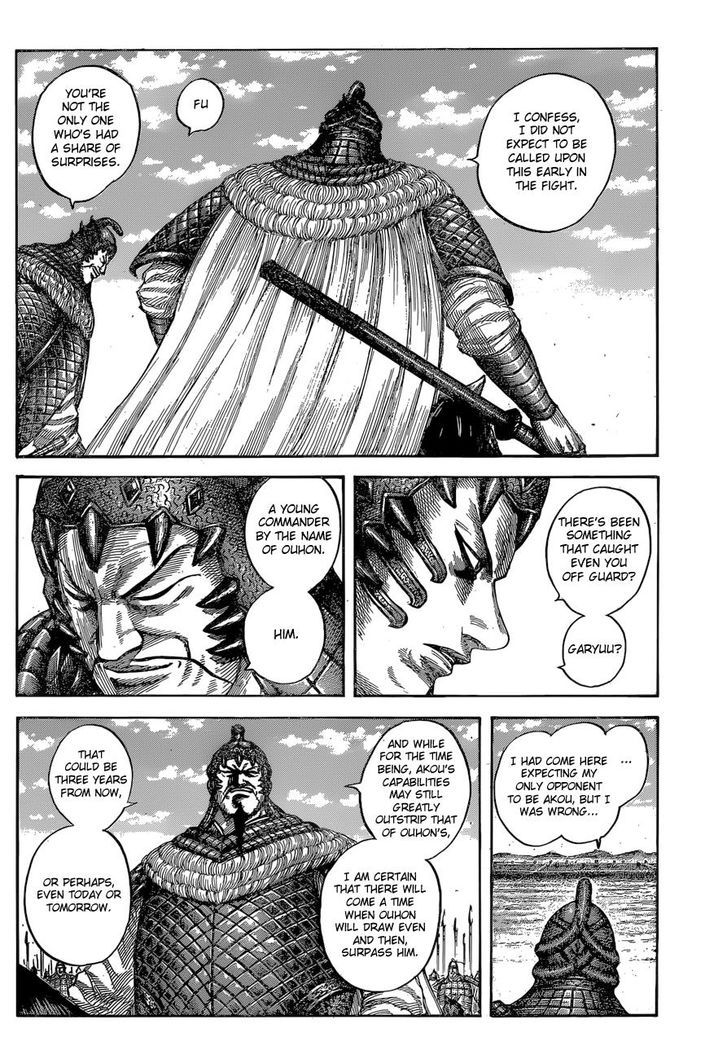 I CONFESS,
I DID NOT
EXPECT TO BE
CALLED UPON
THIS EARLY IN
THE FIGHT.
FU
YOU'RE
NOT THE
ONLY ONE
WHO'S HAD
A SHARE OF
SURPRISES.
THERE'S BEEN
SOMETHING
THAT CAUGHT
EVEN YOU
OFF GUARD?
GARYUU?
A YOUNG
COMMANDER
BY THE NAME
OF OUHON.
HIM.
...
I HAD COME HERE
EXPECTING MY
ONLY OPPONENT
TO BE AKOU, BUT I
WAS WRONG...
AND WHILE
FOR THE TIME
BEING, AKOU'S
CAPABILITIES
MAY STILL
GREATLY
OUTSTRIP THAT
OF OUHON'S,
I AM CERTAIN
THAT THERE WILL
COME A TIME
WHEN OUHON
WILL DRAW EVEN
AND THEN,
SURPASS HIM.
THAT
COULD BE
THREE YEARS
FROM NOW,
OR PERHAPS,
EVEN TODAY OR
TOMORROW.